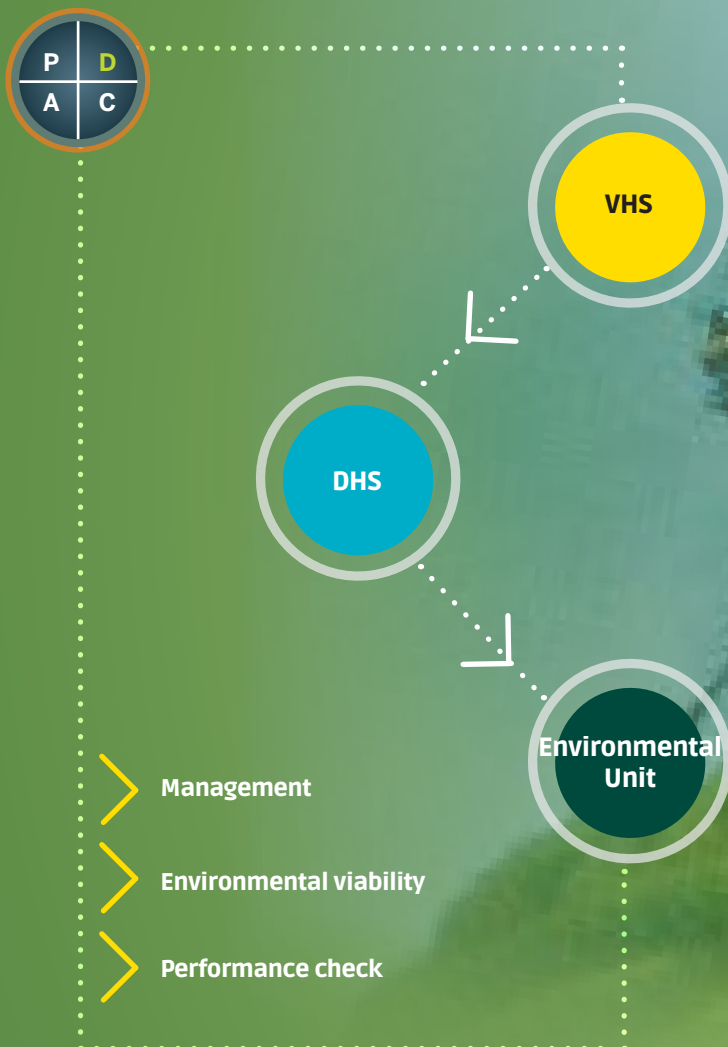 P D
A C
VHS
DHS
Environmental
Unit
Management
Environmental viability
Performance check